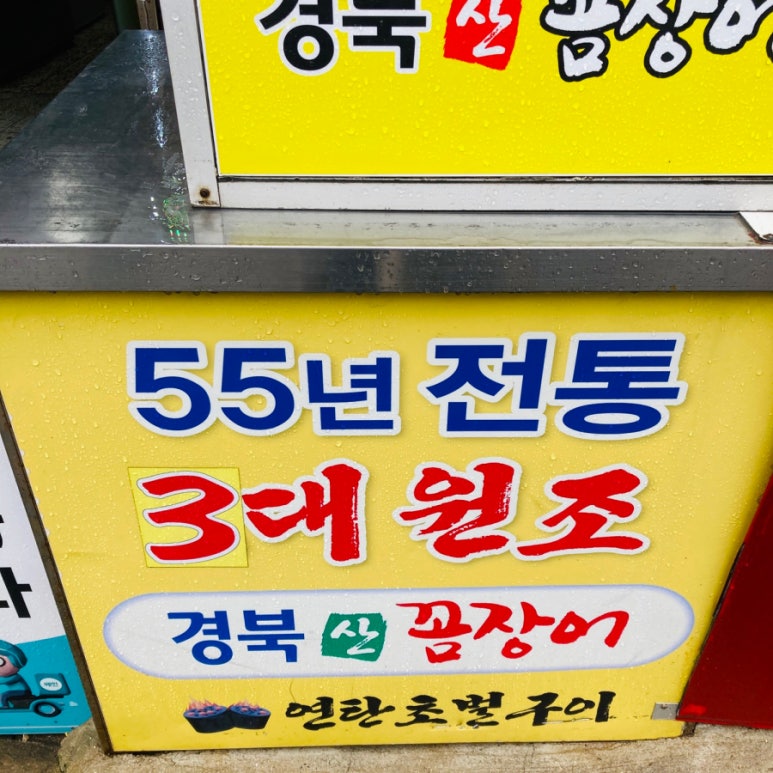 경북 산 곰장어
55년 전통
3대 원조
경북 산 꼼장어
연탄초벌구이